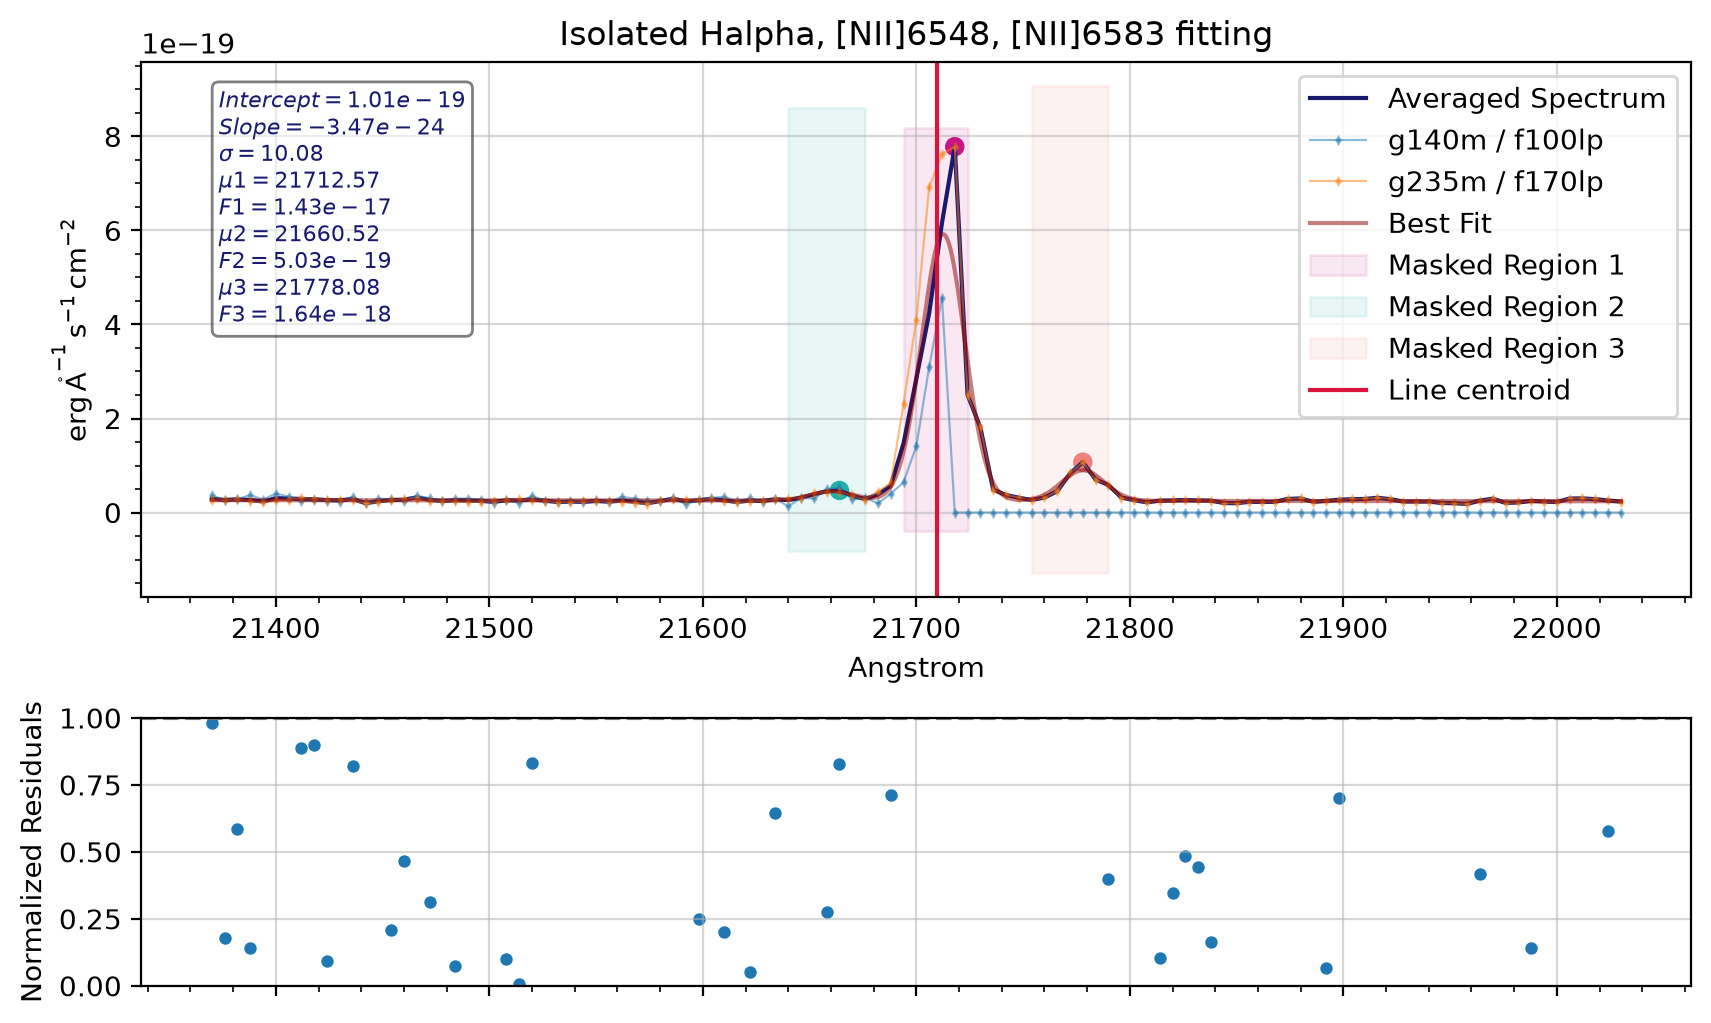 Isolated Halpha, [NII]6548, [NII]6583 fitting
1e−19
Intercept = 1.01e − 19
Slope = −3.47e − 24
σ = 10.08
μ1 = 21712.57
F1 = 1.43e − 17
μ2 = 21660.52
F2 = 5.03e − 19
μ3 = 21778.08
F3 = 1.64e − 18
Averaged Spectrum
g140m / f100lp
g235m / f170lp
Best Fit
Masked Region 1
Masked Region 2
Masked Region 3
Line centroid
8
6
4
2
0
erg Å⁻¹ s⁻¹ cm⁻²
21400 21500 21600 21700 21800 21900 22000
Angstrom
1.00
0.75
0.50
0.25
0.00
Normalized Residuals